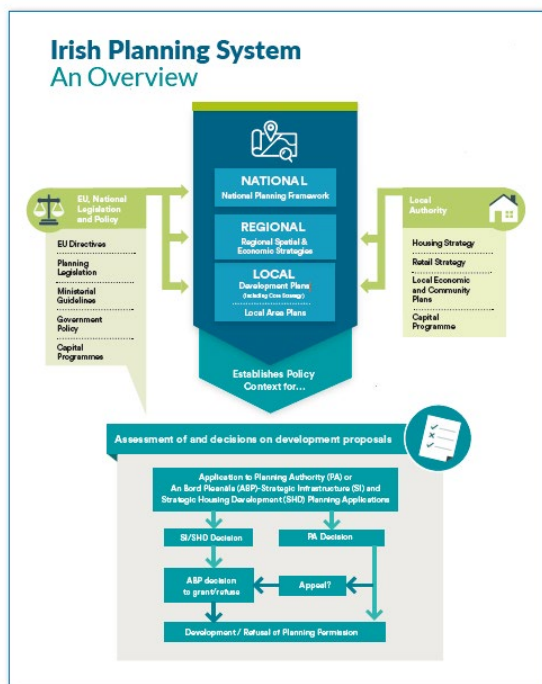 Irish Planning System
An Overview
NATIONAL
National Planning Framework
REGIONAL
Regional Spatial &
Economic Strategies
LOCAL
Development Plans
(Including Core Strategy)
Local Area Plans
EU, National
Legislation
and Policy
EU Directives
Planning
Legislation
Ministerial
Guidelines
Government
Policy
Capital
Programmes
Local
Authority
Housing Strategy
Retail Strategy
Local Economic
and Community
Plans
Capital
Programme
Establishes Policy
Context for...
Assessment of and decisions on development proposals
Application to Planning Authority (PA) or
An Bord Pleanála (ABP)-Strategic Infrastructure (SI) and
Strategic Housing Development (SHD) Planning Applications
SI/SHD Decision
PA Decision
ABP decision
to grant/refuse
Appeal?
Development / Refusal of Planning Permission